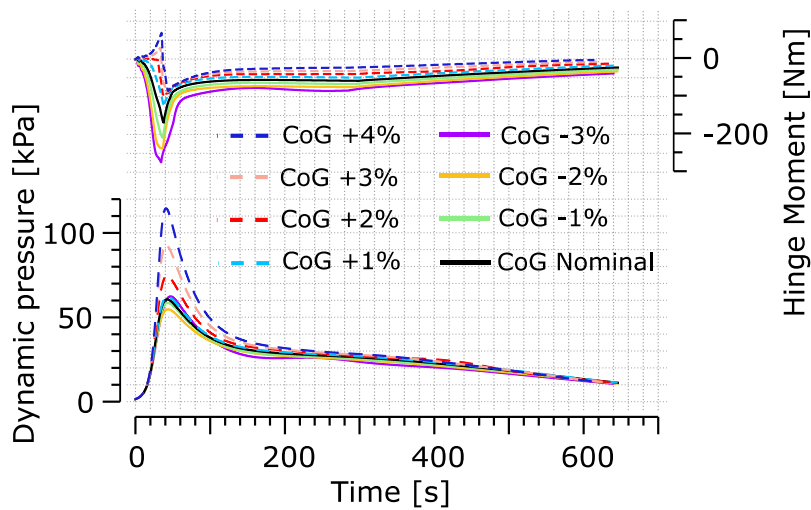 0
-200
Hinge Moment [Nm]
CoG +4%
CoG +3%
CoG +2%
CoG +1%
CoG -3%
CoG -2%
CoG -1%
CoG Nominal
Dynamic pressure [kPa]
100
50
0
0
200
400
600
Time [s]